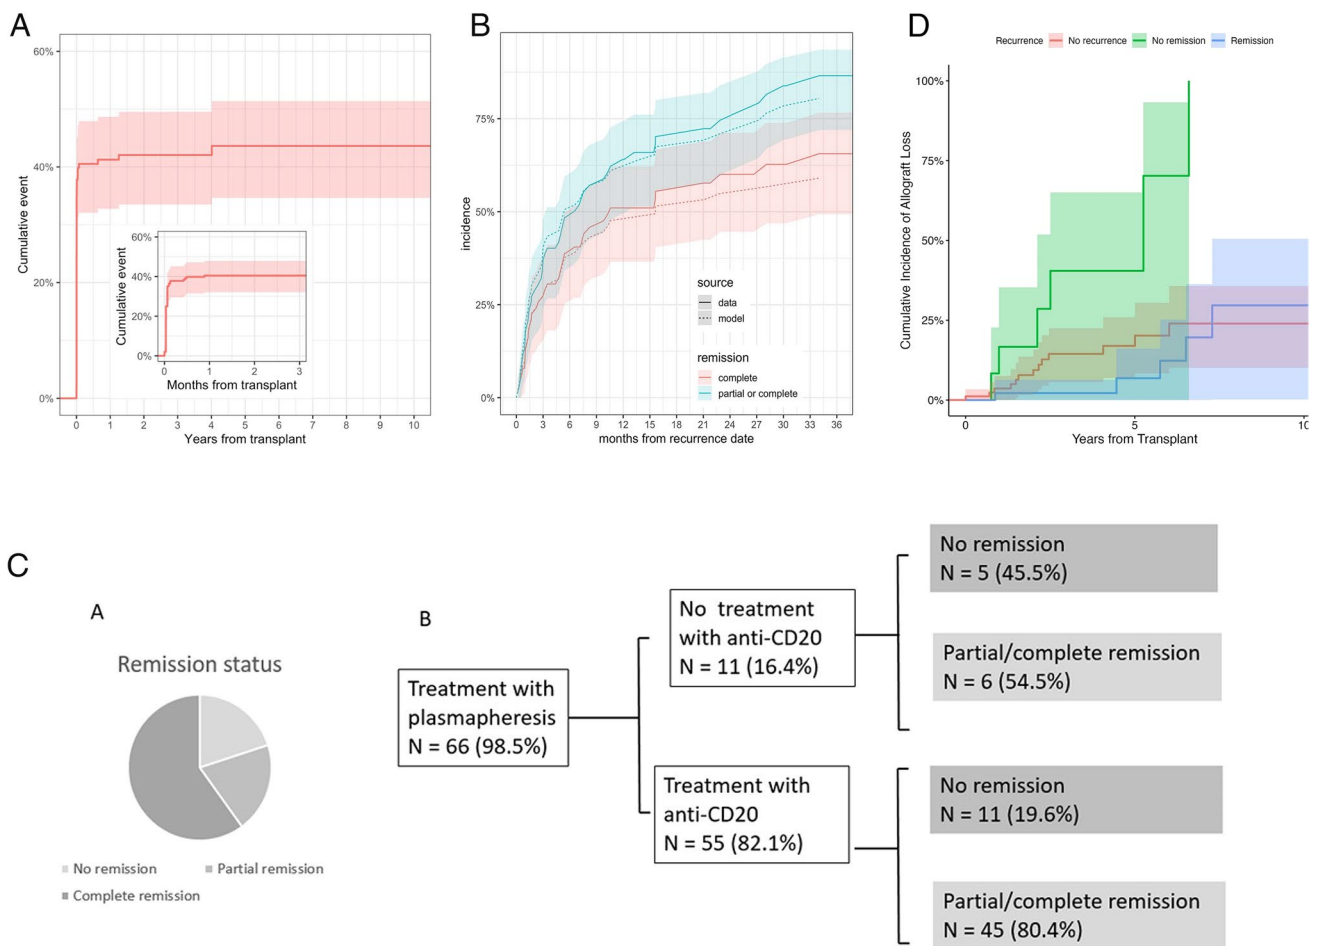 A
60%
40%
20%
0%
Cumulative event
0 1 2 3 4 5 6 7 8 9 10
Years from transplant
60%
40%
20%
0%
Cumulative event
0 1 2 3
Months from transplant
B
75%
50%
25%
0%
incidence
source
data
model
remission
complete
partial or complete
0 3 6 9 12 15 18 21 24 27 30 33 36
months from recurrence date
D
Recurrence No recurrence No remission Remission
100%
75%
50%
25%
0%
Cumulative Incidence of Allograft Loss
0 5 10
Years from Transplant
C
A
Remission status
No remission Partial remission
Complete remission
B
Treatment with
plasmapheresis
N = 66 (98.5%)
No treatment
with anti-CD20
N = 11 (16.4%)
Treatment with
anti-CD20
N = 55 (82.1%)
No remission
N = 5 (45.5%)
Partial/complete remission
N = 6 (54.5%)
No remission
N = 11 (19.6%)
Partial/complete remission
N = 45 (80.4%)